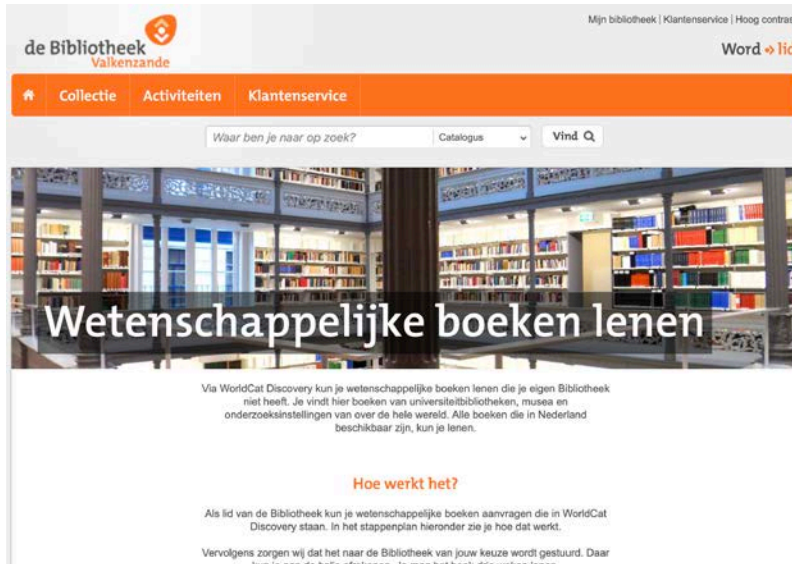 Mijn bibliotheek | Klantenservice | Hoog contras
de Bibliotheek
Valkenzande
Word lid
Collectie Activiteiten Klantenservice
Waar ben je naar op zoek? Catalogus Vind
Wetenschappelijke boeken lenen
Via WorldCat Discovery kun je wetenschappelijke boeken lenen die je eigen Bibliotheek
niet heeft. Je vindt hier boeken van universiteitbibliotheken, musea en
onderzoeksinstellingen van over de hele wereld. Alle boeken die in Nederland
beschikbaar zijn, kun je lenen.
Hoe werkt het?
Als lid van de Bibliotheek kun je wetenschappelijke boeken aanvragen die in WorldCat
Discovery staan. In het stappenplan hieronder zie je hoe dat werkt.
Vervolgens zorgen wij dat het naar de Bibliotheek van jouw keuze wordt gestuurd. Daar